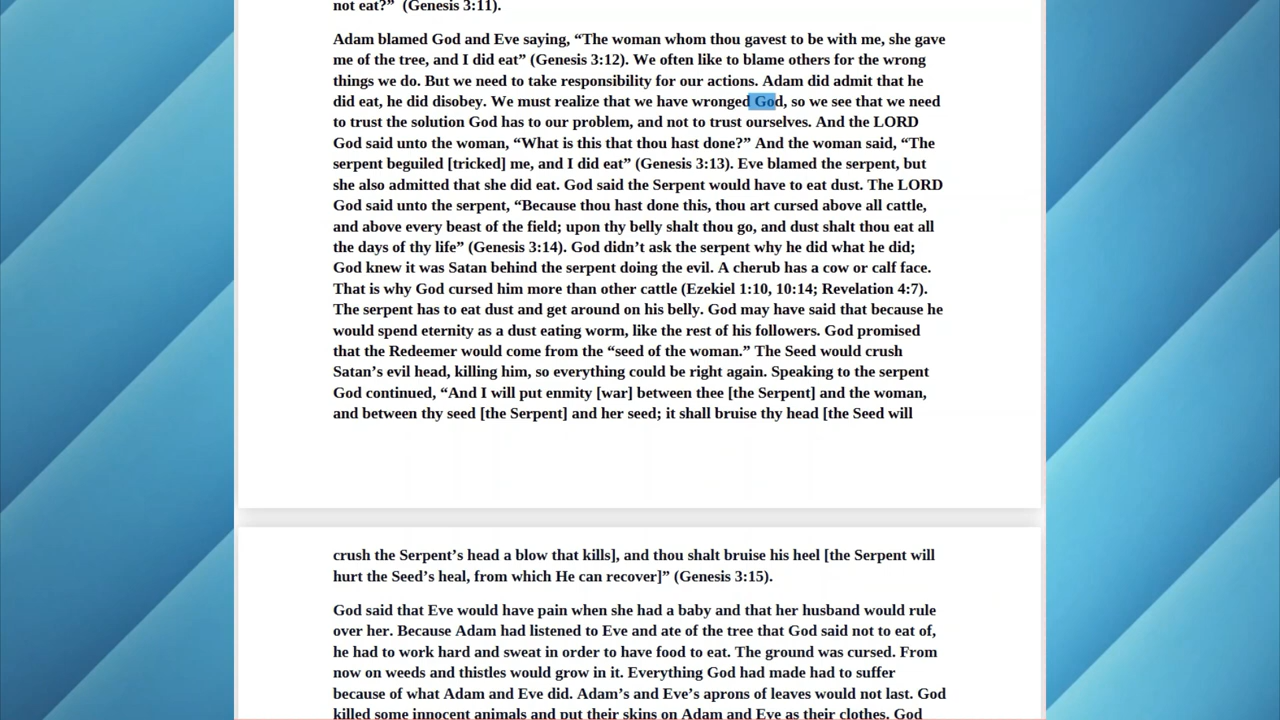 not eat?”  (Genesis 3:11).
Adam blamed God and Eve saying, “The woman whom thou gavest to be with me, she gave
me of the tree, and I did eat” (Genesis 3:12). We often like to blame others for the wrong
things we do. But we need to take responsibility for our actions. Adam did admit that he
did eat, he did disobey. We must realize that we have wronged God, so we see that we need
to trust the solution God has to our problem, and not to trust ourselves. And the LORD
God said unto the woman, “What is this that thou hast done?” And the woman said, “The
serpent beguiled [tricked] me, and I did eat” (Genesis 3:13). Eve blamed the serpent, but
she also admitted that she did eat. God said the Serpent would have to eat dust. The LORD
God said unto the serpent, “Because thou hast done this, thou art cursed above all cattle,
and above every beast of the field; upon thy belly shalt thou go, and dust shalt thou eat all
the days of thy life” (Genesis 3:14). God didn’t ask the serpent why he did what he did;
God knew it was Satan behind the serpent doing the evil. A cherub has a cow or calf face.
That is why God cursed him more than other cattle (Ezekiel 1:10, 10:14; Revelation 4:7).
The serpent has to eat dust and get around on his belly. God may have said that because he
would spend eternity as a dust eating worm, like the rest of his followers. God promised
that the Redeemer would come from the “seed of the woman.” The Seed would crush
Satan’s evil head, killing him, so everything could be right again. Speaking to the serpent
God continued, “And I will put enmity [war] between thee [the Serpent] and the woman,
and between thy seed [the Serpent] and her seed; it shall bruise thy head [the Seed will
crush the Serpent’s head a blow that kills], and thou shalt bruise his heel [the Serpent will
hurt the Seed’s heal, from which He can recover]” (Genesis 3:15).
God said that Eve would have pain when she had a baby and that her husband would rule
over her. Because Adam had listened to Eve and ate of the tree that God said not to eat of,
he had to work hard and sweat in order to have food to eat. The ground was cursed. From
now on weeds and thistles would grow in it. Everything God had made had to suffer
because of what Adam and Eve did. Adam’s and Eve’s aprons of leaves would not last. God
killed some innocent animals and put their skins on Adam and Eve as their clothes. God